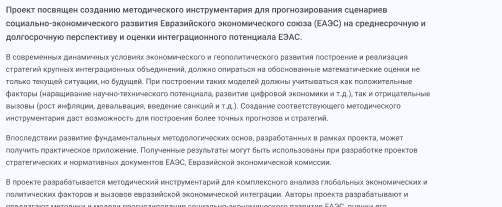 Проект посвящен созданию методического инструментария для прогнозирования сценариев
социально-экономического развития Евразийского экономического союза (ЕАЭС) на среднесрочную и
долгосрочную перспективу и оценки интеграционного потенциала ЕЭАС.
В современных динамичных условиях экономического и геополитического развития построение и реализация
стратегий крупных интеграционных объединений, должно опираться на обоснованные математические оценки не
только текущей ситуации, но будущей. При построении таких моделей должны учитываться как положительные
факторы (наращивание научно-технического потенциала, развитие цифровой экономики и т.д.), так и отрицательные
вызовы (рост инфляции, девальвация, введение санкций и т.д.). Создание соответствующего методического
инструментария даст возможность для построения более точных прогнозов и стратегий.
Впоследствии развитие фундаментальных методологических основ, разработанных в рамках проекта, может
получить практическое приложение. Полученные результаты могут быть использованы при разработке проектов
стратегических и нормативных документов ЕАЭС, Евразийской экономической комиссии.
В проекте разрабатывается методический инструментарий для комплексного анализа глобальных экономических и
политических факторов и вызовов евразийской экономической интеграции. Авторы проекта разрабатывают и